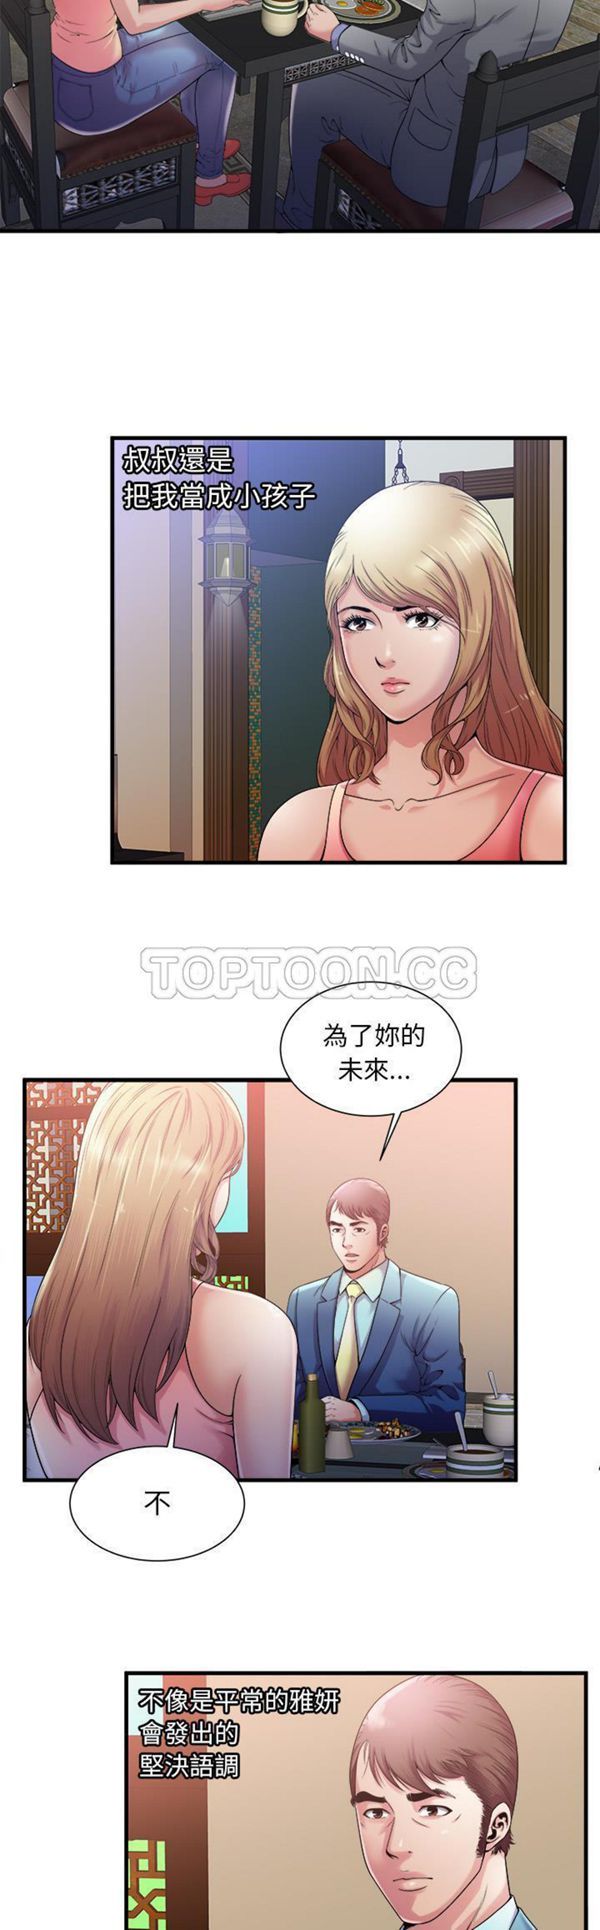 叔叔還是
把我當成小孩子
TOPTOON.CC
為了妳的
未來...
不
不像是平常的雅妍
會發出的
堅決語調